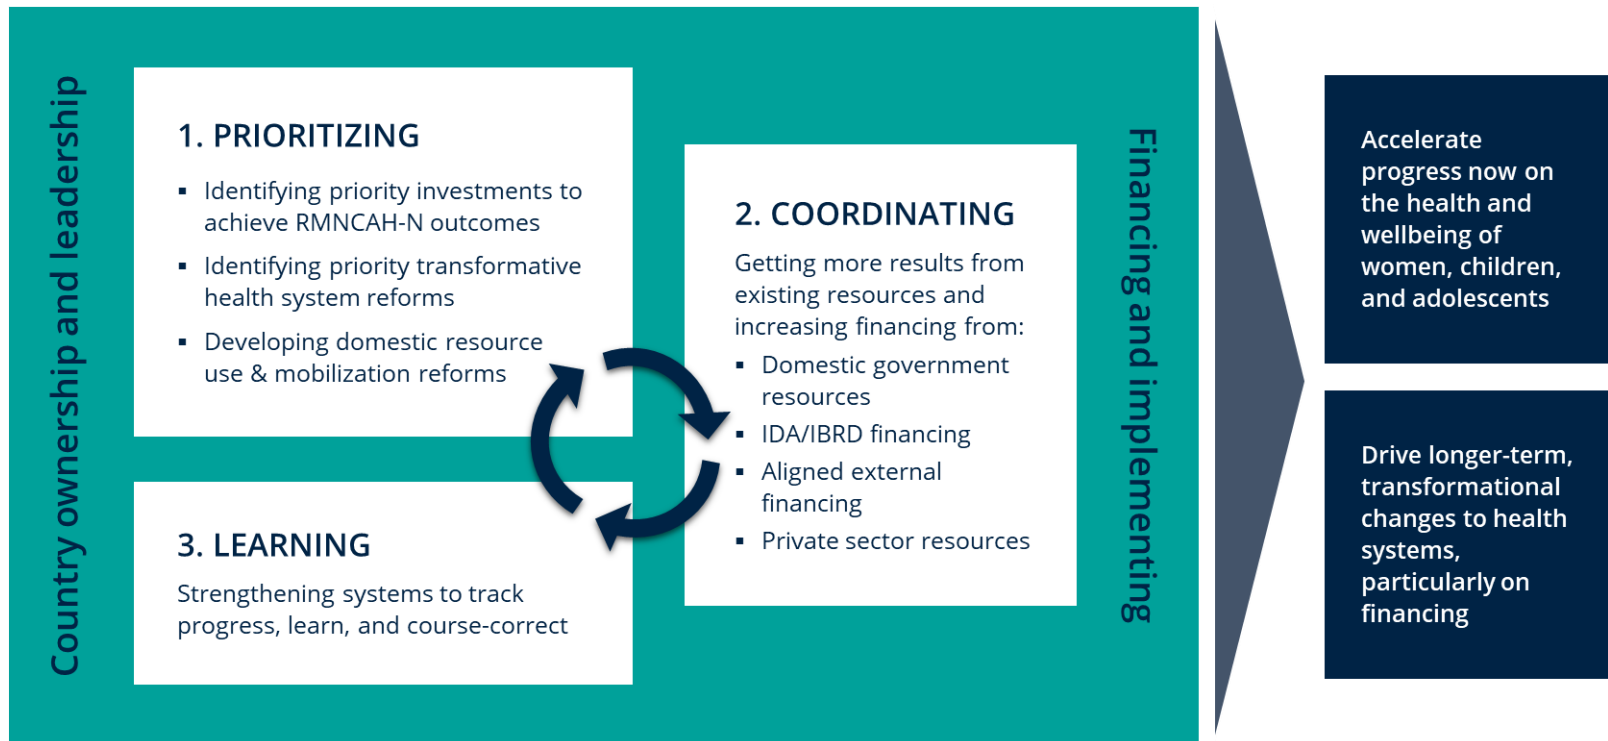 Country ownership and leadership
1. PRIORITIZING
▪ Identifying priority investments to
achieve RMNCAH-N outcomes
▪ Identifying priority transformative
health system reforms
▪ Developing domestic resource
use & mobilization reforms
2. COORDINATING
Getting more results from
existing resources and
increasing financing from:
▪ Domestic government
resources
▪ IDA/IBRD financing
▪ Aligned external
financing
▪ Private sector resources
3. LEARNING
Strengthening systems to track
progress, learn, and course-correct
Financing and implementing
Accelerate
progress now on
the health and
wellbeing of
women, children,
and adolescents
Drive longer-term,
transformational
changes to health
systems,
particularly on
financing